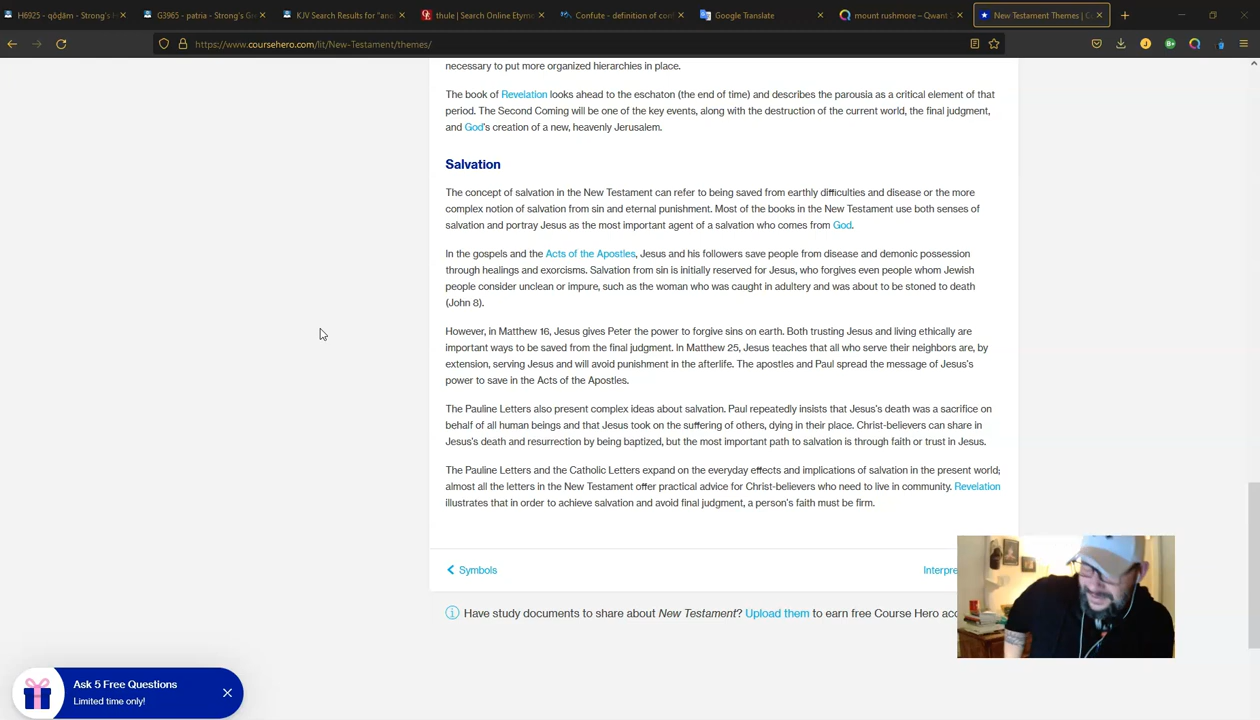 H6925 - qôḏām - Strong's H
G3965 - patria - Strong's Gre
KJV Search Results for "ano
thule | Search Online Etymo
Confute - definition of conf
Google Translate
mount rushmore – Qwant S
New Testament Themes | C
https://www.coursehero.com/lit/New-Testament/themes/
necessary to put more organized hierarchies in place.
The book of Revelation looks ahead to the eschaton (the end of time) and describes the parousia as a critical element of that
period. The Second Coming will be one of the key events, along with the destruction of the current world, the final judgment,
and God's creation of a new, heavenly Jerusalem.
Salvation
The concept of salvation in the New Testament can refer to being saved from earthly difficulties and disease or the more
complex notion of salvation from sin and eternal punishment. Most of the books in the New Testament use both senses of
salvation and portray Jesus as the most important agent of a salvation who comes from God.
In the gospels and the Acts of the Apostles, Jesus and his followers save people from disease and demonic possession
through healings and exorcisms. Salvation from sin is initially reserved for Jesus, who forgives even people whom Jewish
people consider unclean or impure, such as the woman who was caught in adultery and was about to be stoned to death
(John 8).
However, in Matthew 16, Jesus gives Peter the power to forgive sins on earth. Both trusting Jesus and living ethically are
important ways to be saved from the final judgment. In Matthew 25, Jesus teaches that all who serve their neighbors are, by
extension, serving Jesus and will avoid punishment in the afterlife. The apostles and Paul spread the message of Jesus's
power to save in the Acts of the Apostles.
The Pauline Letters also present complex ideas about salvation. Paul repeatedly insists that Jesus's death was a sacrifice on
behalf of all human beings and that Jesus took on the suffering of others, dying in their place. Christ-believers can share in
Jesus's death and resurrection by being baptized, but the most important path to salvation is through faith or trust in Jesus.
The Pauline Letters and the Catholic Letters expand on the everyday effects and implications of salvation in the present world;
almost all the letters in the New Testament offer practical advice for Christ-believers who need to live in community. Revelation
illustrates that in order to achieve salvation and avoid final judgment, a person's faith must be firm.
Symbols
Interpre
Have study documents to share about New Testament? Upload them to earn free Course Hero acc
Ask 5 Free Questions
Limited time only!